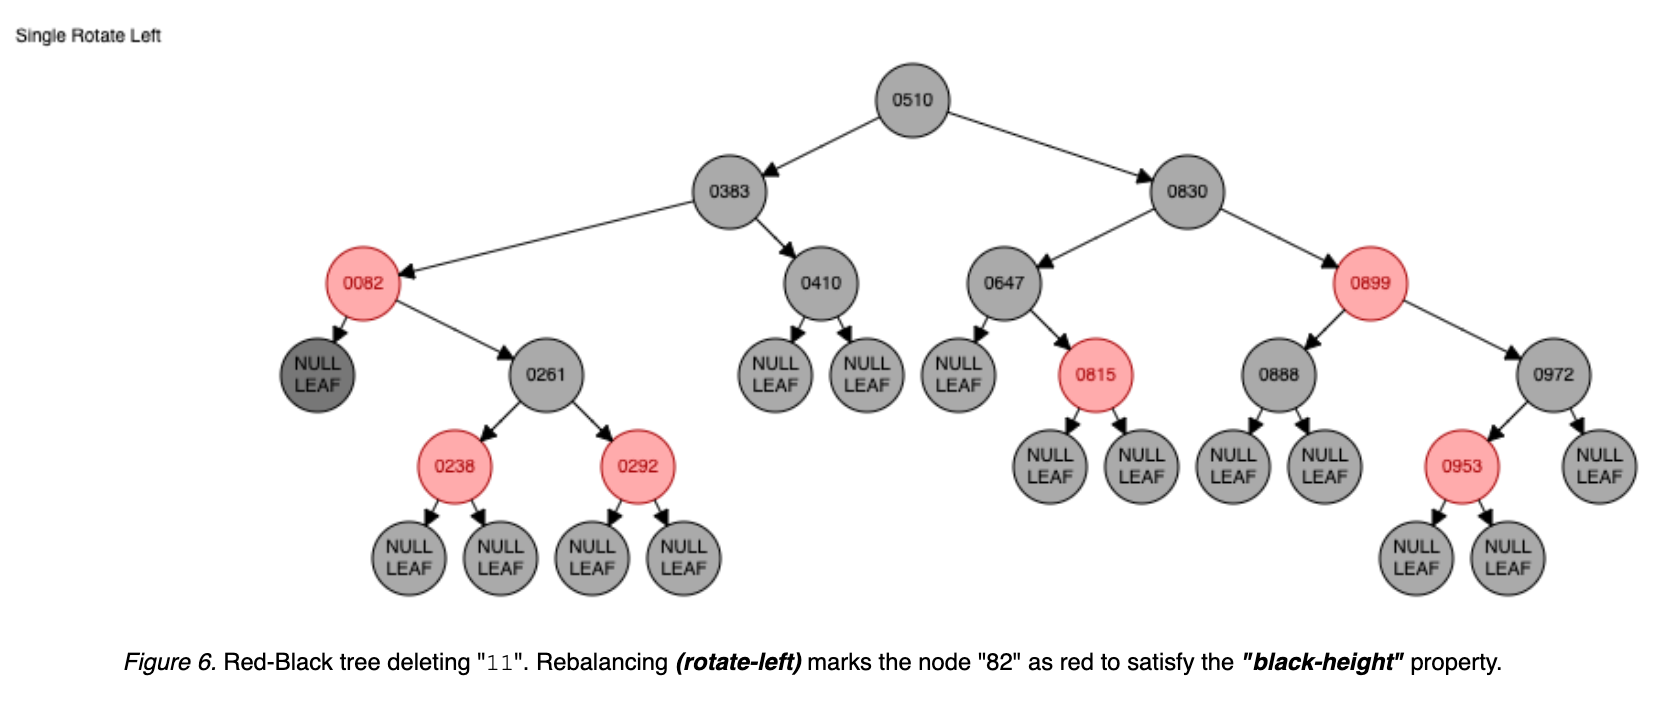 Single Rotate Left
0510
0383
0830
0082
0410
0647
0899
NULL
LEAF
0261
NULL
LEAF
NULL
LEAF
NULL
LEAF
0815
0888
0972
0238
0292
NULL
LEAF
NULL
LEAF
NULL
LEAF
NULL
LEAF
0953
NULL
LEAF
NULL
LEAF
NULL
LEAF
NULL
LEAF
NULL
LEAF
NULL
LEAF
NULL
LEAF
Figure 6. Red-Black tree deleting "11". Rebalancing (rotate-left) marks the node "82" as red to satisfy the "black-height" property.